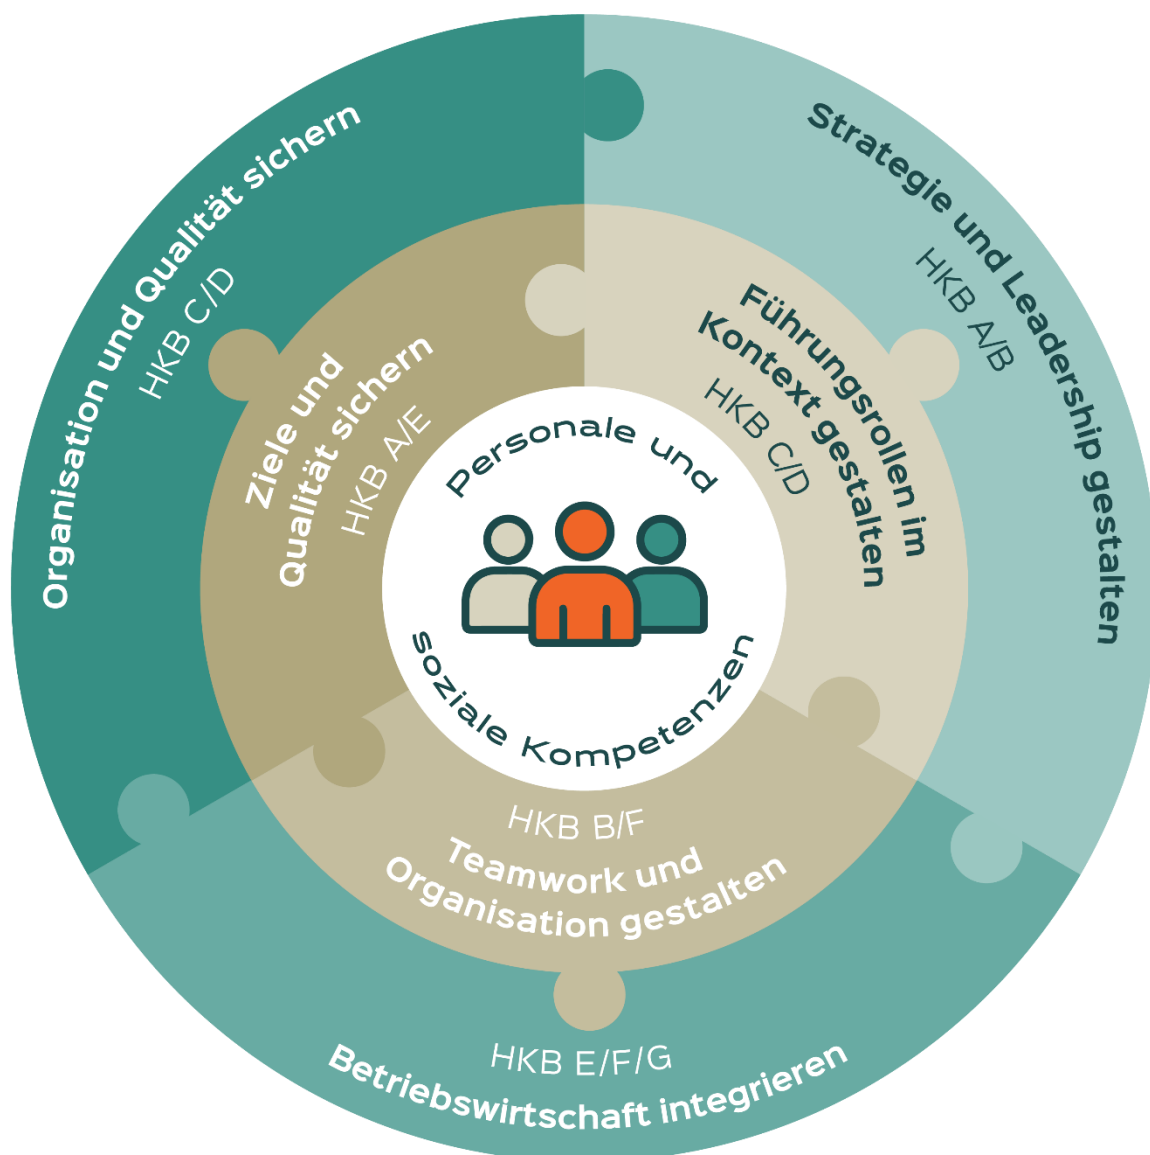 Organisation und Qualität sichern
HKB C/D
Strategie und Leadership gestalten
HKB A/B
Ziele und
Qualität sichern
HKB A/E
Führungsrollen im
Kontext gestalten
HKB C/D
Personale und
soziale Kompetenzen
HKB B/F
Teamwork und
Organisation gestalten
HKB E/F/G
Betriebswirtschaft integrieren